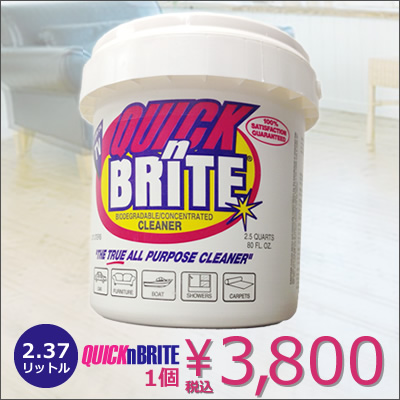 QUICK
n
BRITE®
100%
SATISFACTION
GUARANTEED
BIODEGRADABLE/CONCENTRATED
CLEANER
2.5 QUARTS
80 FL. OZ.
"THE TRUE ALL PURPOSE CLEANER"
CAR
FURNITURE
BOAT
SHOWERS
CARPETS
2.37
リットル
QUICKnBRITE
1個
¥3,800
税込